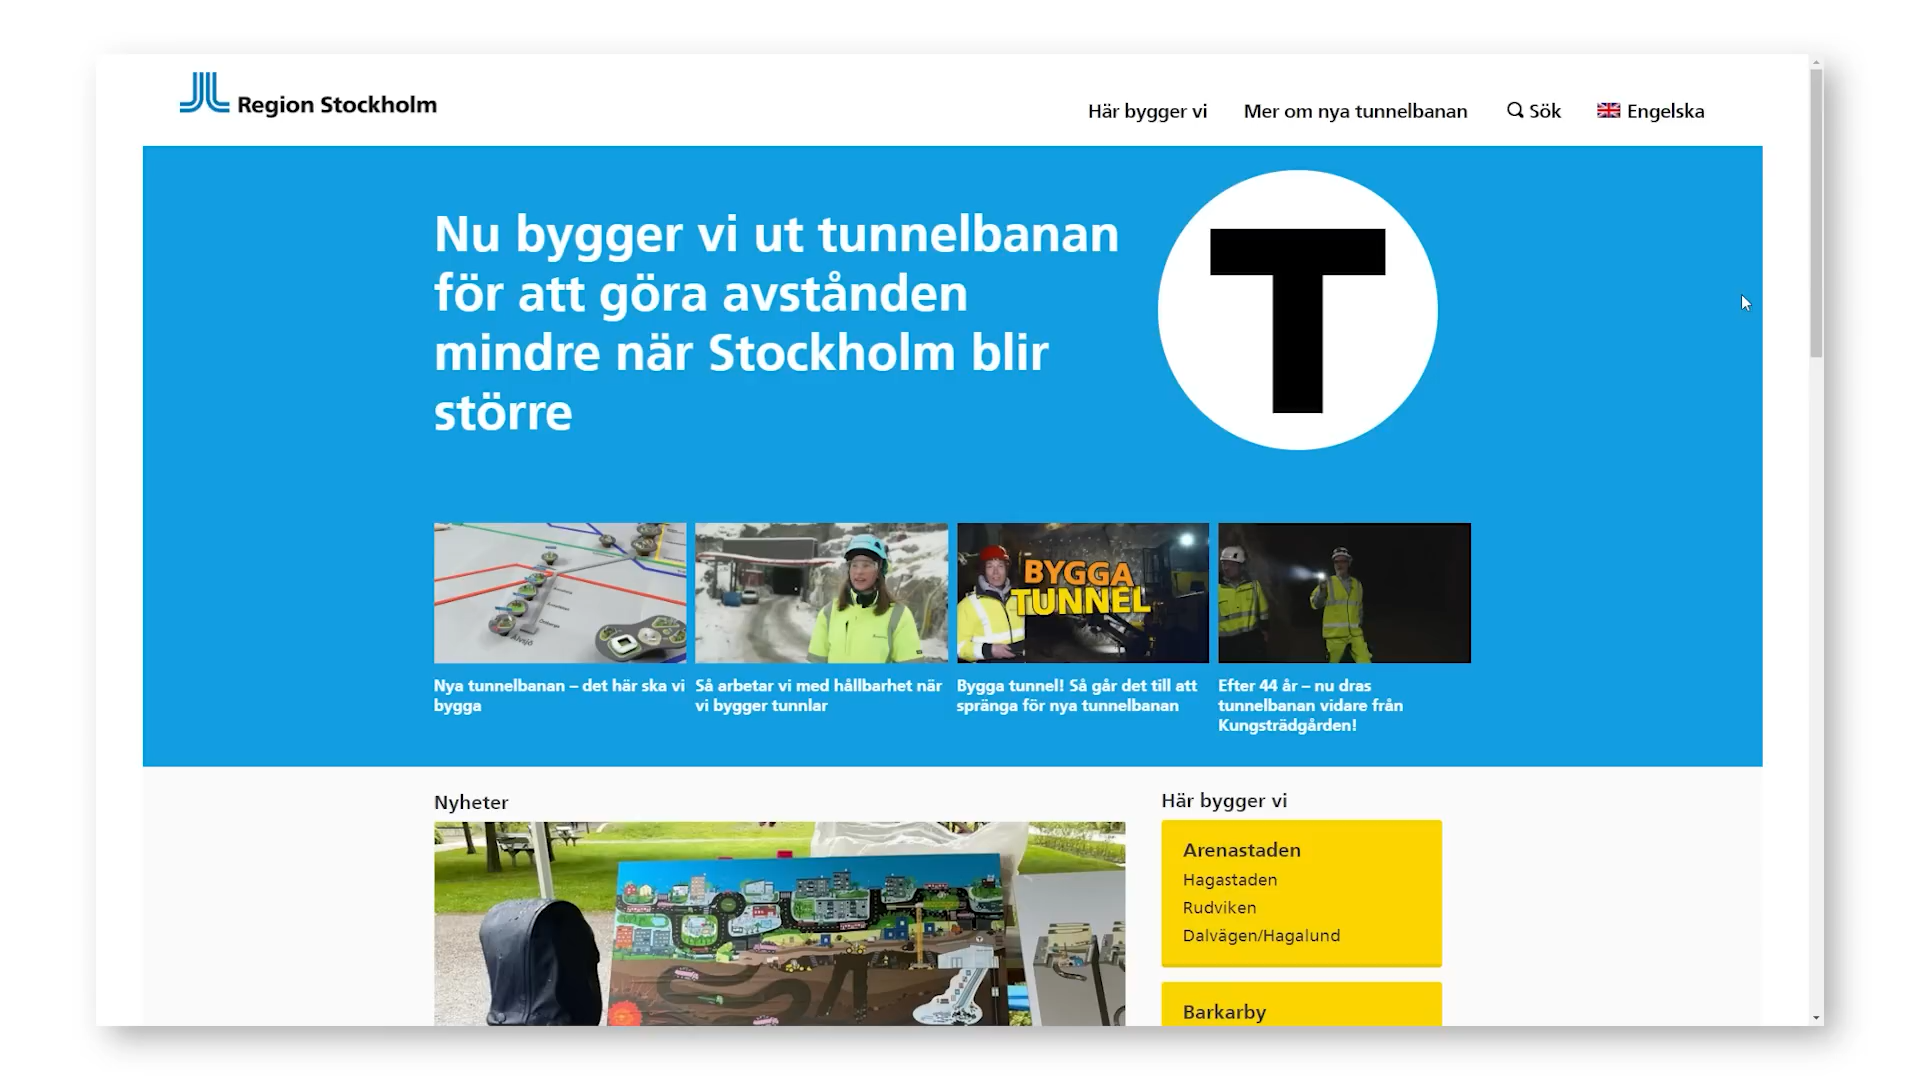 Region Stockholm
Här bygger vi
Mer om nya tunnelbanan
Sök
Engelska
Nu bygger vi ut tunnelbanan
för att göra avstånden
mindre när Stockholm blir
större
T
Älvsjö
BYGGA
TUNNEL
Nya tunnelbanan – det här ska vi
bygga
Så arbetar vi med hållbarhet när
vi bygger tunnlar
Bygga tunnel! Så går det till att
spränga för nya tunnelbanan
Efter 44 år – nu dras
tunnelbanan vidare från
Kungsträdgården!
Nyheter
Här bygger vi
Arenastaden
Hagastaden
Rudviken
Dalvägen/Hagalund
Barkarby